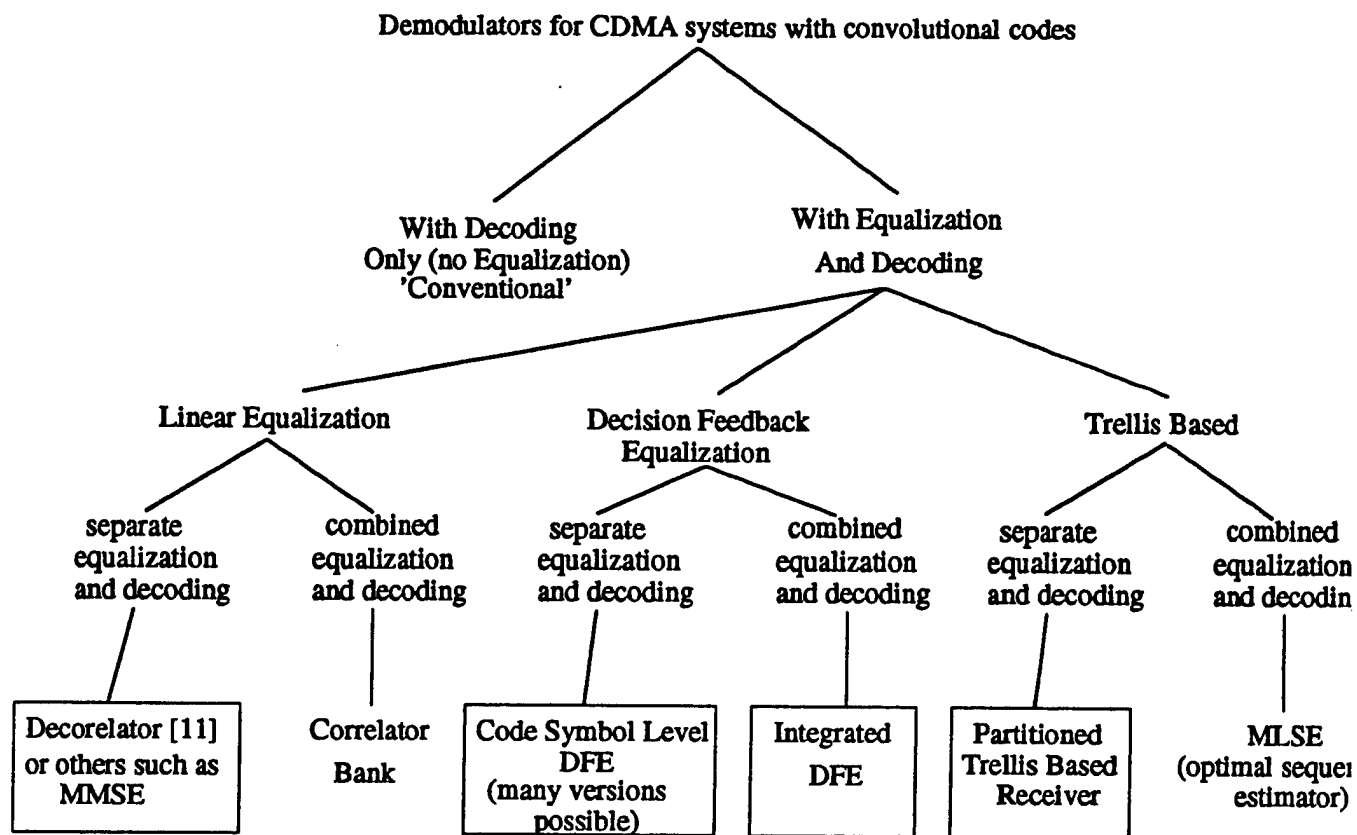 Demodulators for CDMA systems with convolutional codes
With Decoding
Only (no Equalization)
'Conventional'
With Equalization
And Decoding
Linear Equalization
Decision Feedback
Equalization
Trellis Based
separate
equalization
and decoding
combined
equalization
and decoding
separate
equalization
and decoding
combined
equalization
and decoding
separate
equalization
and decoding
combined
equalization
and decodin
Decorelator [11]
or others such as
MMSE
Correlator
Bank
Code Symbol Level
DFE
(many versions
possible)
Integrated
DFE
Partitioned
Trellis Based
Receiver
MLSE
(optimal sequen
estimator)